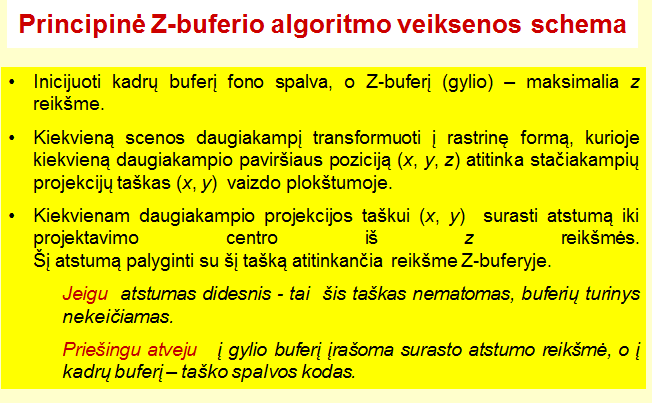 Principinė Z-buferio algoritmo veiksenos schema
• Inicijuoti kadrų buferį fono spalva, o Z-buferį (gylio) – maksimalia z
reikšme.
• Kiekvieną scenos daugiakampį transformuoti į rastrinę formą, kurioje
kiekvieną daugiakampio paviršiaus poziciją (x, y, z) atitinka stačiakampių
projekcijų taškas (x, y) vaizdo plokštumoje.
• Kiekvienam daugiakampio projekcijos taškui (x, y) surasti atstumą iki
projektavimo centro iš z reikšmės.
Šį atstumą palyginti su šį tašką atitinkančia reikšme Z-buferyje.
Jeigu atstumas didesnis - tai šis taškas nematomas, buferių turinys
nekeičiamas.
Priešingu atveju į gylio buferį įrašoma surasto atstumo reikšmė, o į
kadrų buferį – taško spalvos kodas.